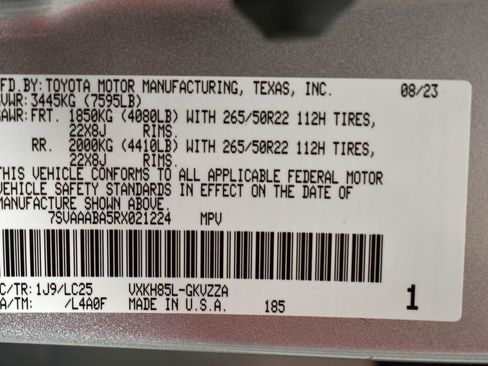 MFD.BY:TOYOTA MOTOR MANUFACTURING, TEXAS, INC. 08/23
GVWR: 3445KG (7595LB)
GAWR: FRT. 1850KG (4080LB) WITH 265/50R22 112H TIRES,
22X8J RIMS.
RR. 2000KG (4410LB) WITH 265/50R22 112H TIRES,
22X8J RIMS.
THIS VEHICLE CONFORMS TO ALL APPLICABLE FEDERAL MOTOR
VEHICLE SAFETY STANDARDS IN EFFECT ON THE DATE OF
MANUFACTURE SHOWN ABOVE.
7SVAAABA5RX021224 MPV
C/TR: 1J9/LC25 VXKH85L-GKVZZA
A/TM: /L4A0F MADE IN U.S.A. 185 1